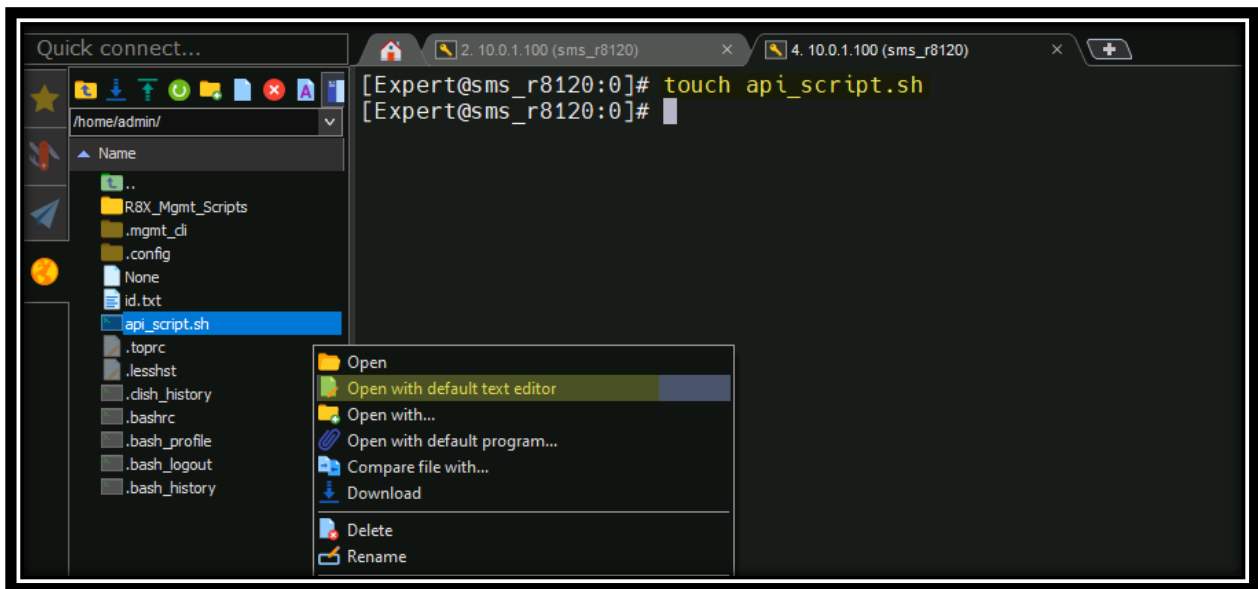 Quick connect...
2. 10.0.1.100 (sms_r8120)
4. 10.0.1.100 (sms_r8120)
/home/admin/
Name
..
R8X_Mgmt_Scripts
.mgmt_cli
.config
None
id.txt
api_script.sh
.toprc
.lesshst
.clish_history
.bashrc
.bash_profile
.bash_logout
.bash_history
[Expert@sms_r8120:0]# touch api_script.sh
[Expert@sms_r8120:0]#
Open
Open with default text editor
Open with...
Open with default program...
Compare file with...
Download
Delete
Rename